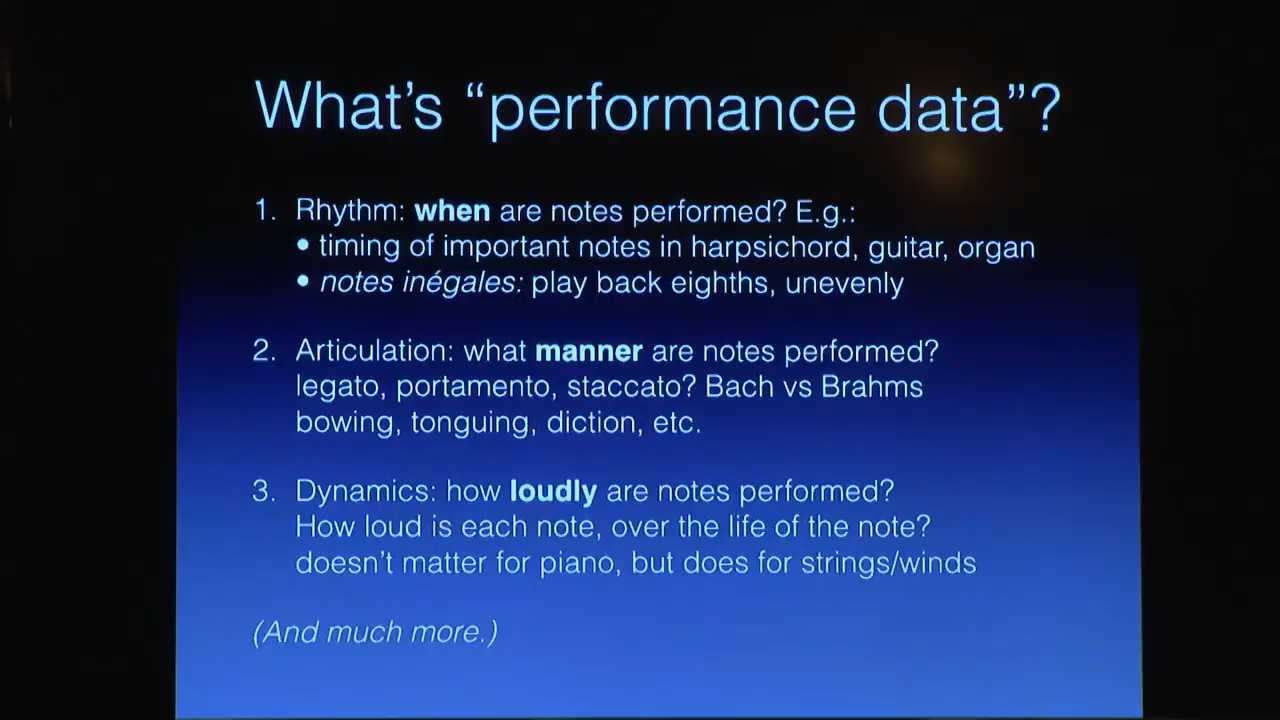 What's “performance data”?
1. Rhythm: when are notes performed? E.g.:
• timing of important notes in harpsichord, guitar, organ
• notes inégales: play back eighths, unevenly
2. Articulation: what manner are notes performed?
legato, portamento, staccato? Bach vs Brahms
bowing, tonguing, diction, etc.
3. Dynamics: how loudly are notes performed?
How loud is each note, over the life of the note?
doesn't matter for piano, but does for strings/winds
(And much more.)